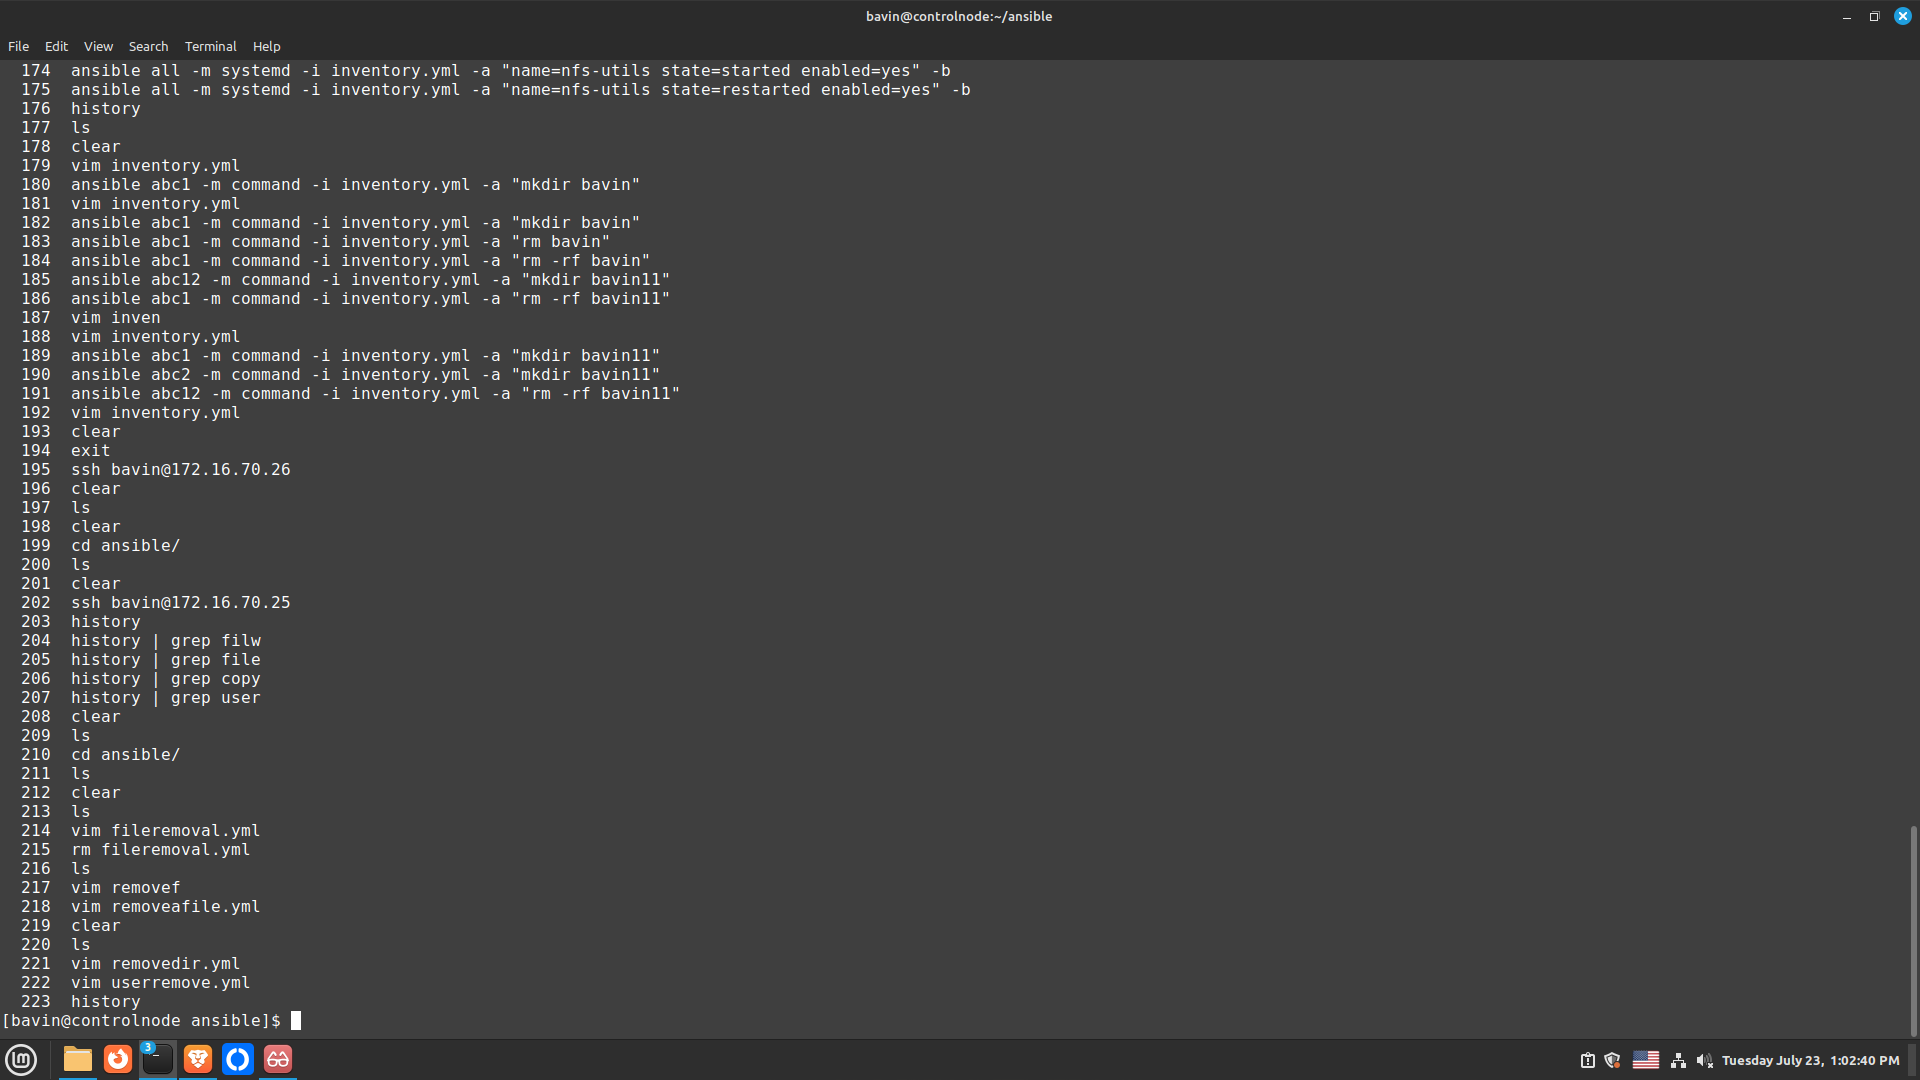 bavin@controlnode:~/ansible
File Edit View Search Terminal Help
174 ansible all -m systemd -i inventory.yml -a "name=nfs-utils state=started enabled=yes" -b
175 ansible all -m systemd -i inventory.yml -a "name=nfs-utils state=restarted enabled=yes" -b
176 history
177 ls
178 clear
179 vim inventory.yml
180 ansible abc1 -m command -i inventory.yml -a "mkdir bavin"
181 vim inventory.yml
182 ansible abc1 -m command -i inventory.yml -a "mkdir bavin"
183 ansible abc1 -m command -i inventory.yml -a "rm bavin"
184 ansible abc1 -m command -i inventory.yml -a "rm -rf bavin"
185 ansible abc12 -m command -i inventory.yml -a "mkdir bavin11"
186 ansible abc1 -m command -i inventory.yml -a "rm -rf bavin11"
187 vim inven
188 vim inventory.yml
189 ansible abc1 -m command -i inventory.yml -a "mkdir bavin11"
190 ansible abc2 -m command -i inventory.yml -a "mkdir bavin11"
191 ansible abc12 -m command -i inventory.yml -a "rm -rf bavin11"
192 vim inventory.yml
193 clear
194 exit
195 ssh bavin@172.16.70.26
196 clear
197 ls
198 clear
199 cd ansible/
200 ls
201 clear
202 ssh bavin@172.16.70.25
203 history
204 history | grep filw
205 history | grep file
206 history | grep copy
207 history | grep user
208 clear
209 ls
210 cd ansible/
211 ls
212 clear
213 ls
214 vim fileremoval.yml
215 rm fileremoval.yml
216 ls
217 vim removef
218 vim removeafile.yml
219 clear
220 ls
221 vim removedir.yml
222 vim userremove.yml
223 history
[bavin@controlnode ansible]$
3
Tuesday July 23, 1:02:40 PM